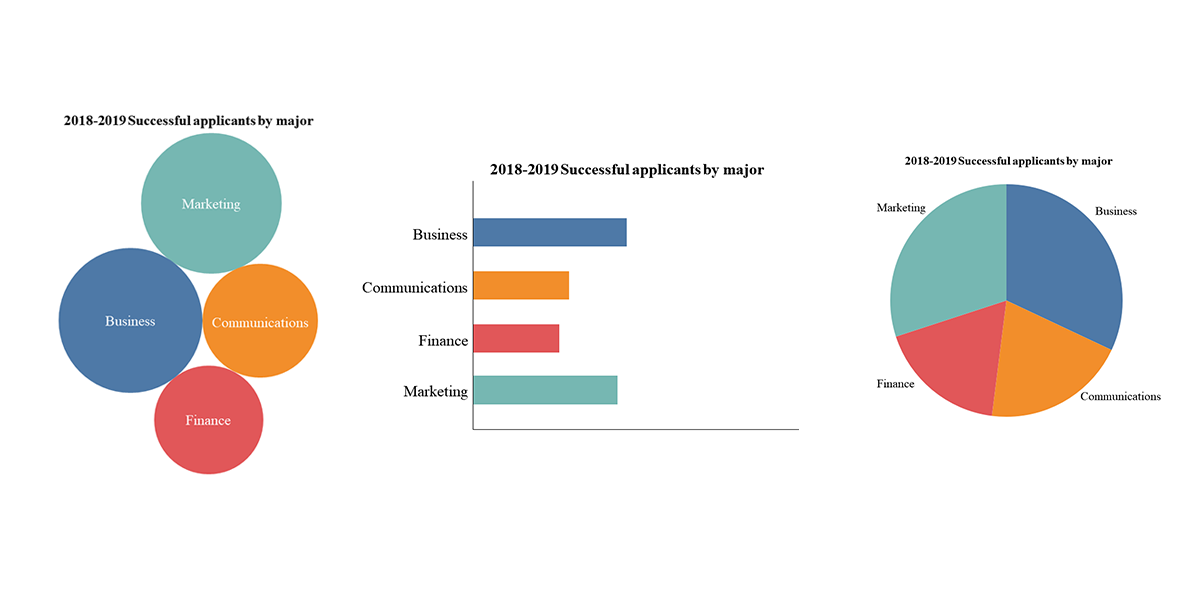 2018-2019 Successful applicants by major
Marketing
Business
Communications
Finance
2018-2019 Successful applicants by major
Business
Communications
Finance
Marketing
2018-2019 Successful applicants by major
Marketing
Business
Finance
Communications